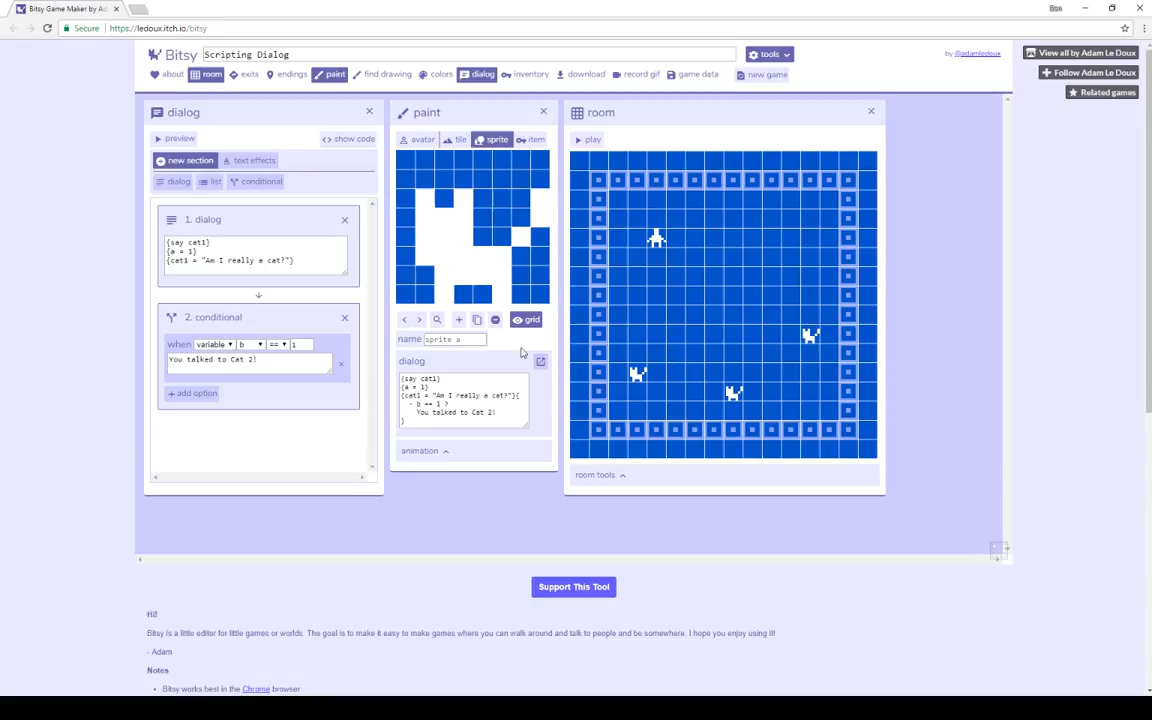 Bitsy Game Maker by Ad
Secure
https://ledoux.itch.io/bitsy
Bitsy
Scripting Dialog
tools
by @adamledoux
View all by Adam Le Doux
Follow Adam Le Doux
Related games
about
room
exits
endings
paint
find drawing
colors
dialog
inventory
download
record gif
game data
new game
dialog
preview
show code
new section
text effects
dialog
list
conditional
1. dialog
{say cat1}
{a = 1}
{cat1 = "Am I really a cat?"}
2. conditional
when variable b == 1
You talked to Cat 2!
+ add option
paint
avatar
tile
sprite
item
grid
name sprite a
dialog
{say cat1}
{a = 1}
{cat1 = "Am I really a cat?"}{
- b == 1 ?
You talked to Cat 2!
}
animation
room
play
room tools
Support This Tool
Hi!
Bitsy is a little editor for little games or worlds. The goal is to make it easy to make games where you can walk around and talk to people and be somewhere. I hope you enjoy using it!
- Adam
Notes
• Bitsy works best in the Chrome browser